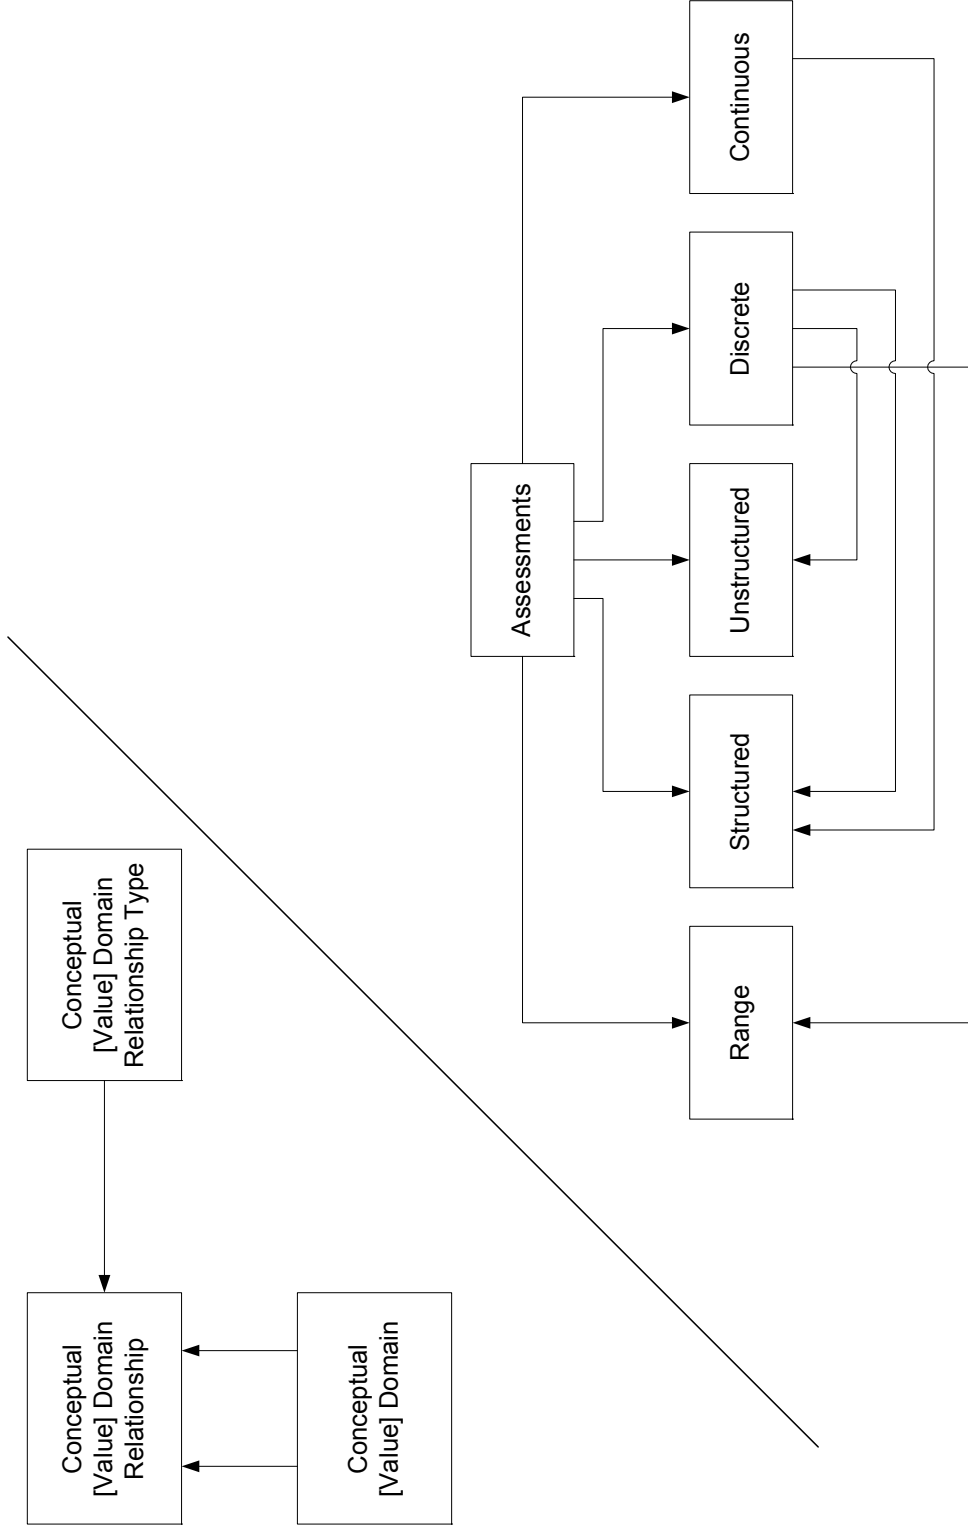 Conceptual
[Value] Domain
Relationship
Conceptual
[Value] Domain
Relationship Type
Conceptual
[Value] Domain
Assessments
Range
Structured
Unstructured
Discrete
Continuous